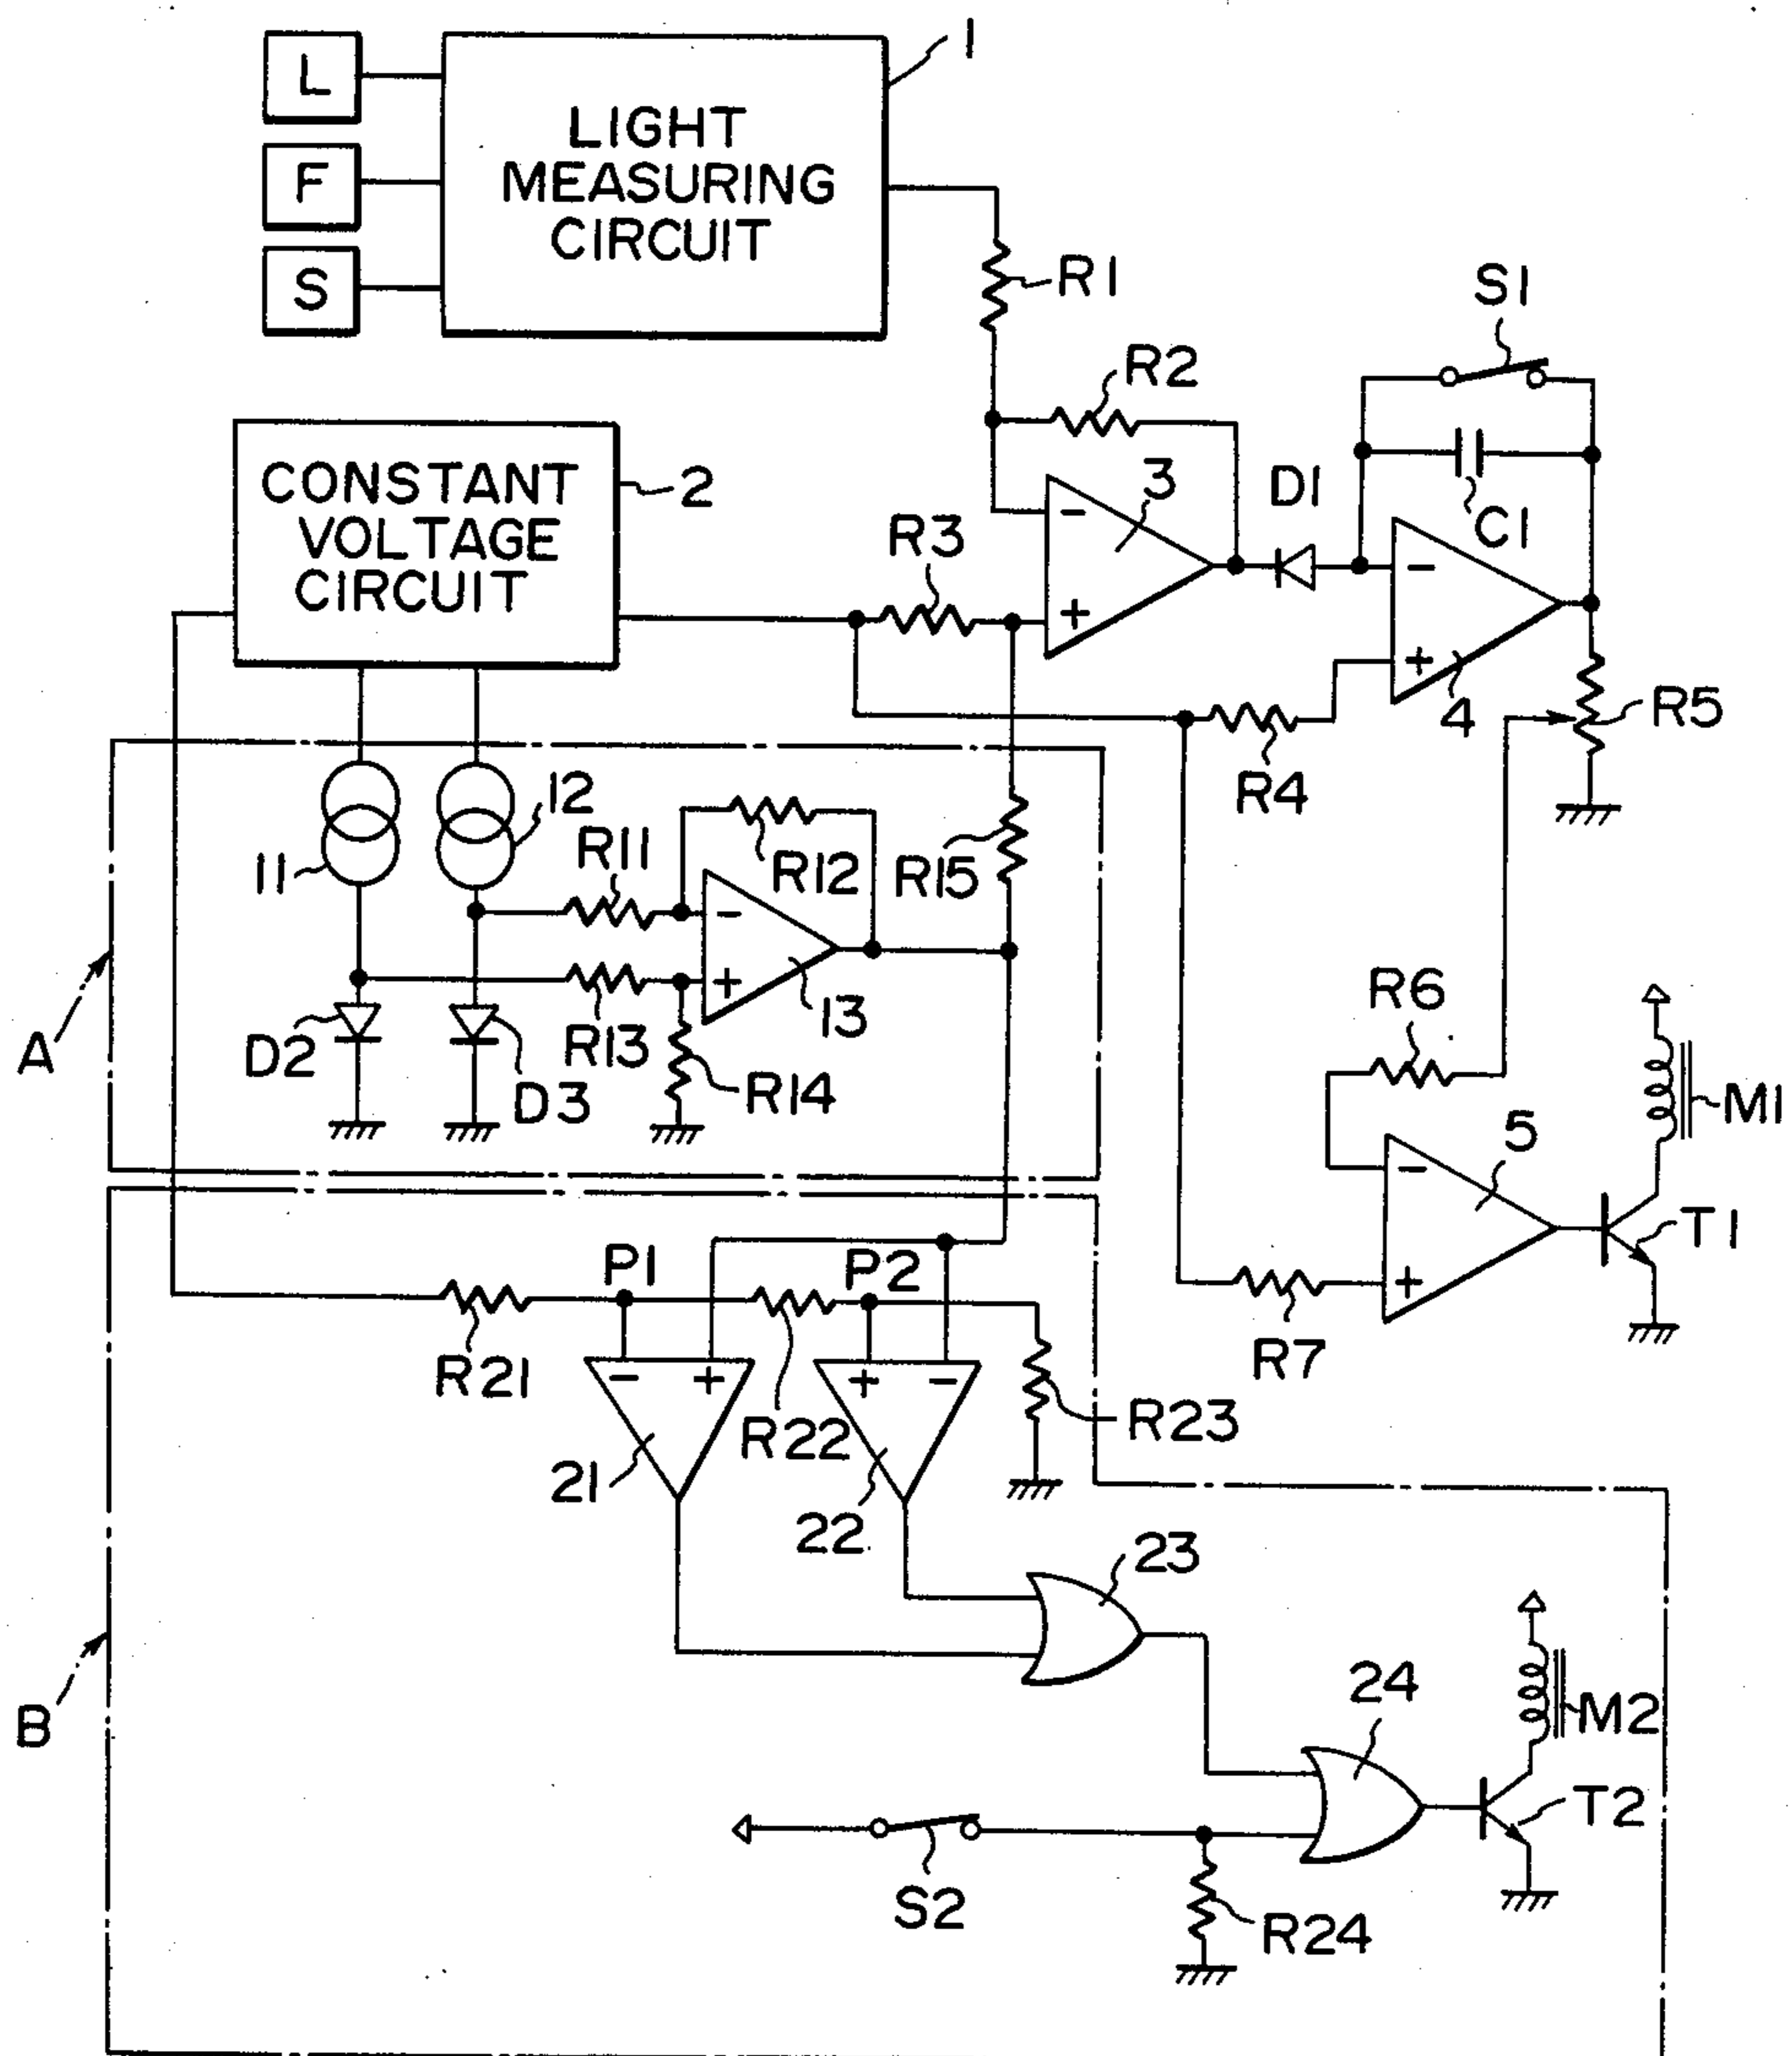 1
L
LIGHT
MEASURING
CIRCUIT
F
S
R1
S1
R2
CONSTANT
VOLTAGE
CIRCUIT
2
3
D1
C1
R3
-
+
-
+
4
R5
R4
11
12
R11
R12
R15
-
+
13
A
D2
R13
D3
R14
R6
M1
5
-
+
T1
P1
P2
R7
R21
- +
+ -
R22
R23
21
22
23
24
B
M2
T2
S2
R24